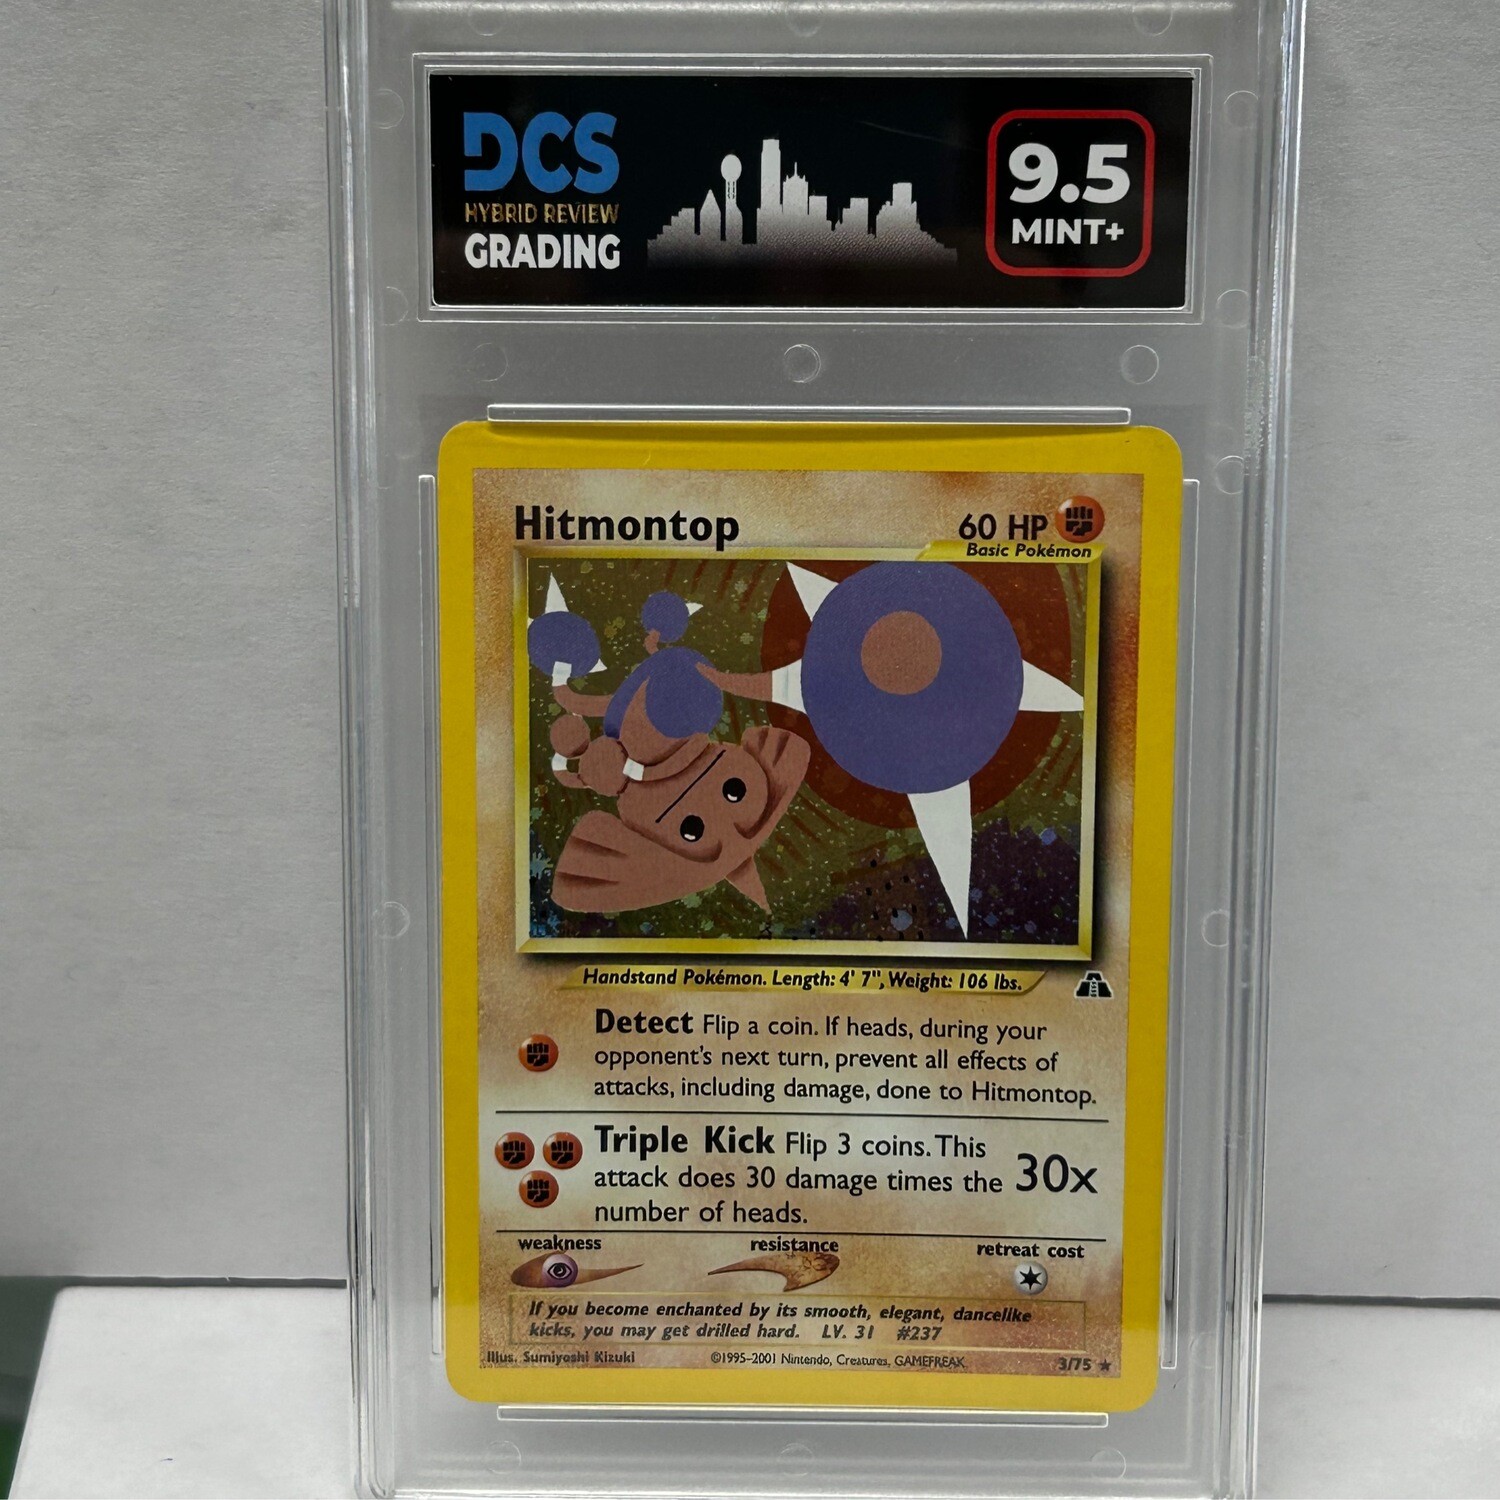 DCS
HYBRID REVIEW
GRADING
9.5
MINT+
Hitmontop
60 HP
Basic Pokémon
Handstand Pokémon. Length: 4' 7", Weight: 106 lbs.
Detect Flip a coin. If heads, during your
opponent's next turn, prevent all effects of
attacks, including damage, done to Hitmontop.
Triple Kick Flip 3 coins. This
attack does 30 damage times the
number of heads.
30x
weakness
resistance
retreat cost
If you become enchanted by its smooth, elegant, dancelike
kicks, you may get drilled hard. LV. 31 #237
Illus. Sumiyoshi Kizuki
©1995–2001 Nintendo, Creatures, GAMEFREAK
3/75 ★